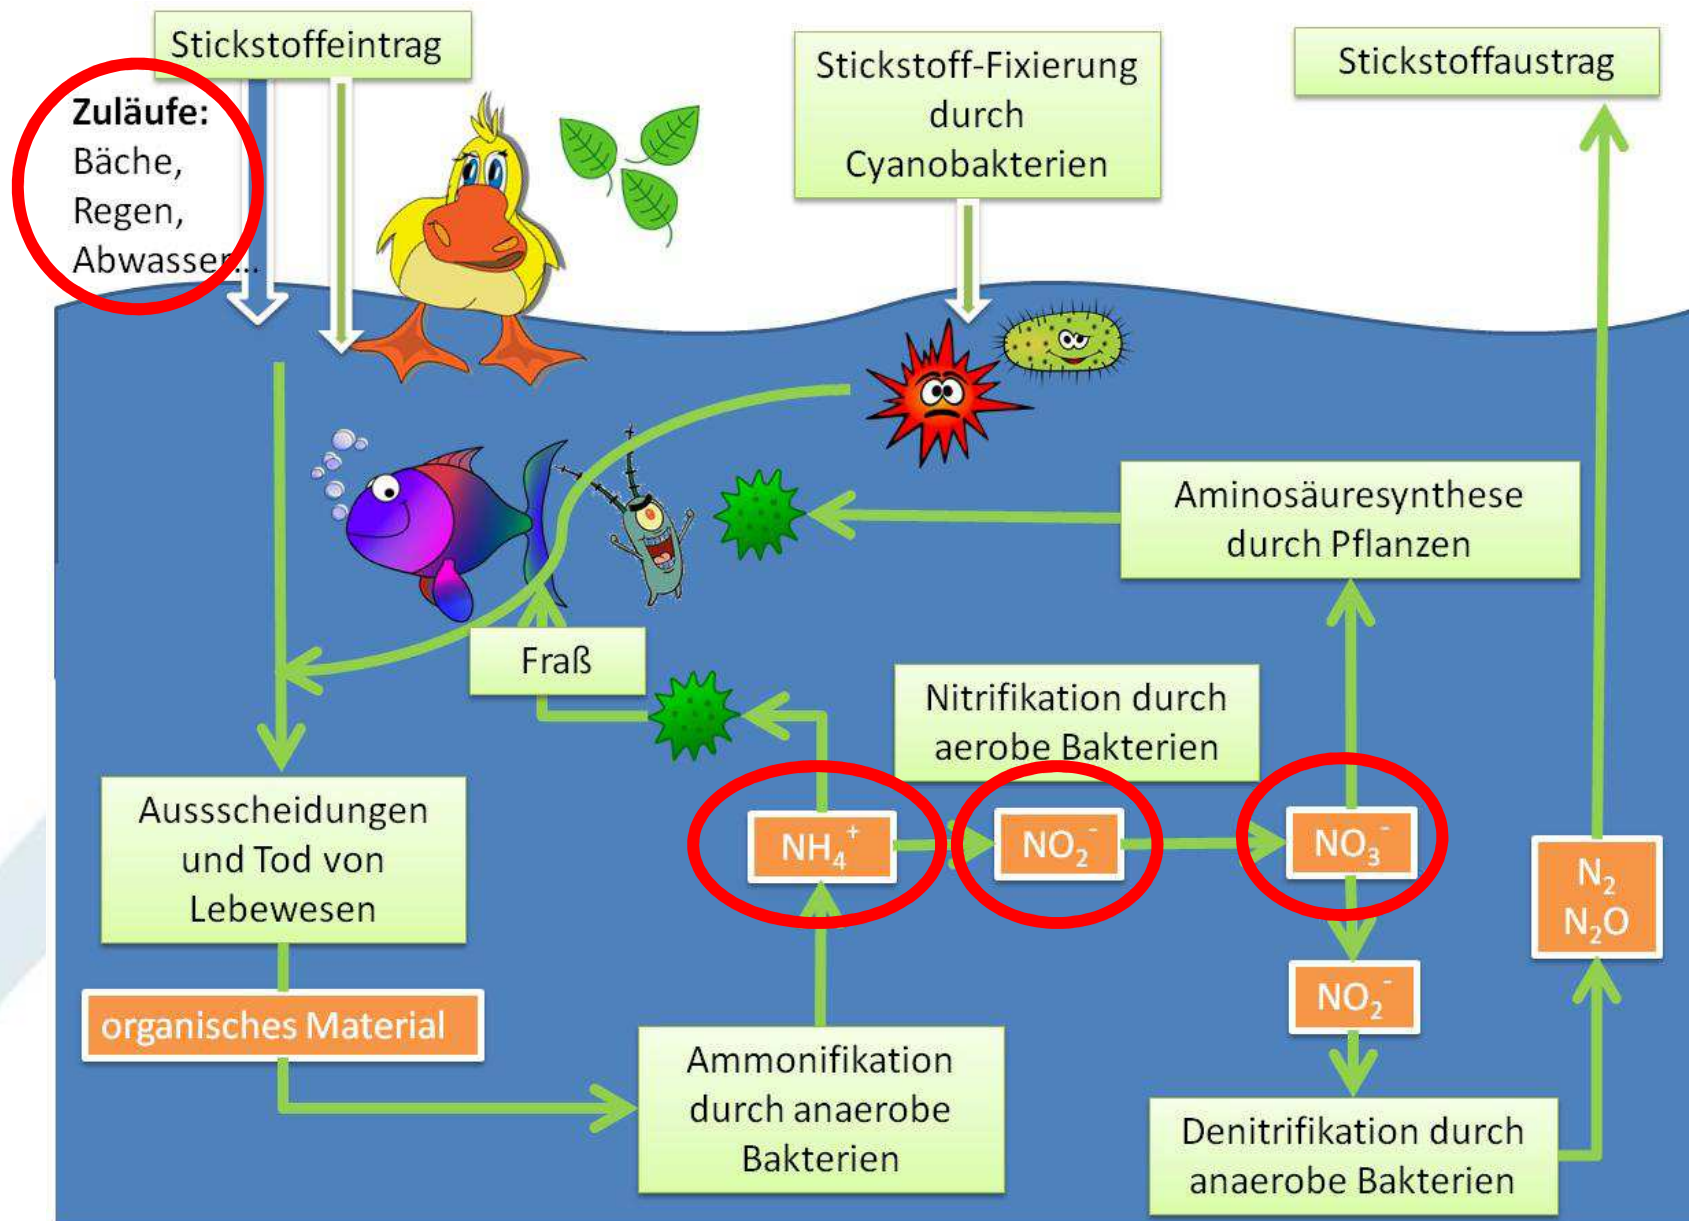 Stickstoffeintrag
Zuläufe:
Bäche,
Regen,
Abwasser...
Stickstoff-Fixierung
durch
Cyanobakterien
Stickstoffaustrag
Aminosäuresynthese
durch Pflanzen
Fraß
Nitrifikation durch
aerobe Bakterien
Aussscheidungen
und Tod von
Lebewesen
NH₄⁺
NO₂⁻
NO₃⁻
N₂
N₂O
NO₂⁻
organisches Material
Ammonifikation
durch anaerobe
Bakterien
Denitrifikation durch
anaerobe Bakterien